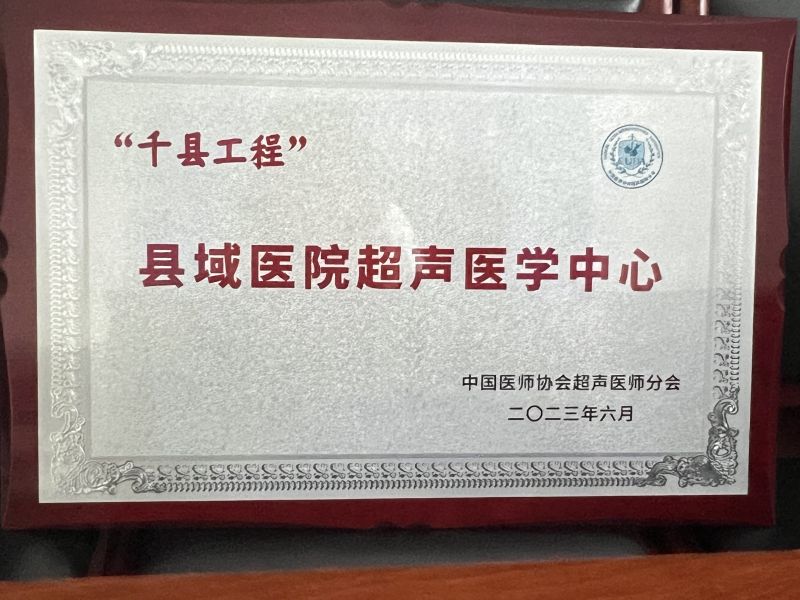 “千县工程”
县域医院超声医学中心
中国医师协会超声医师分会
二〇二三年六月